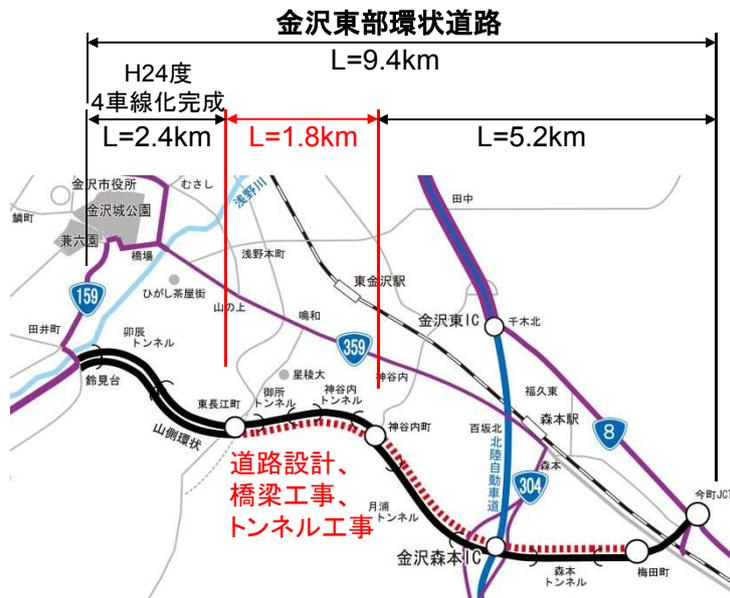 金沢東部環状道路
L=9.4km
H24度
4車線化完成
L=2.4km
L=1.8km
L=5.2km
金沢市役所
むさし
浅野川
田中
鱗町
金沢城公園
兼六園
橋場
浅野本町
東金沢駅
ひがし茶屋街
159
山の上
鳴和
金沢東IC
千木北
田井町
卯辰
トンネル
359
星稜大
神谷内
鈴見台
東長江町
御所
トンネル
神谷内
トンネル
福久東
森本駅
8
山側環状
神谷内町
百坂北
北陸自動車道
森本
304
道路設計、
橋梁工事、
トンネル工事
月浦
トンネル
今町JCT
金沢森本IC
森本
トンネル
梅田町